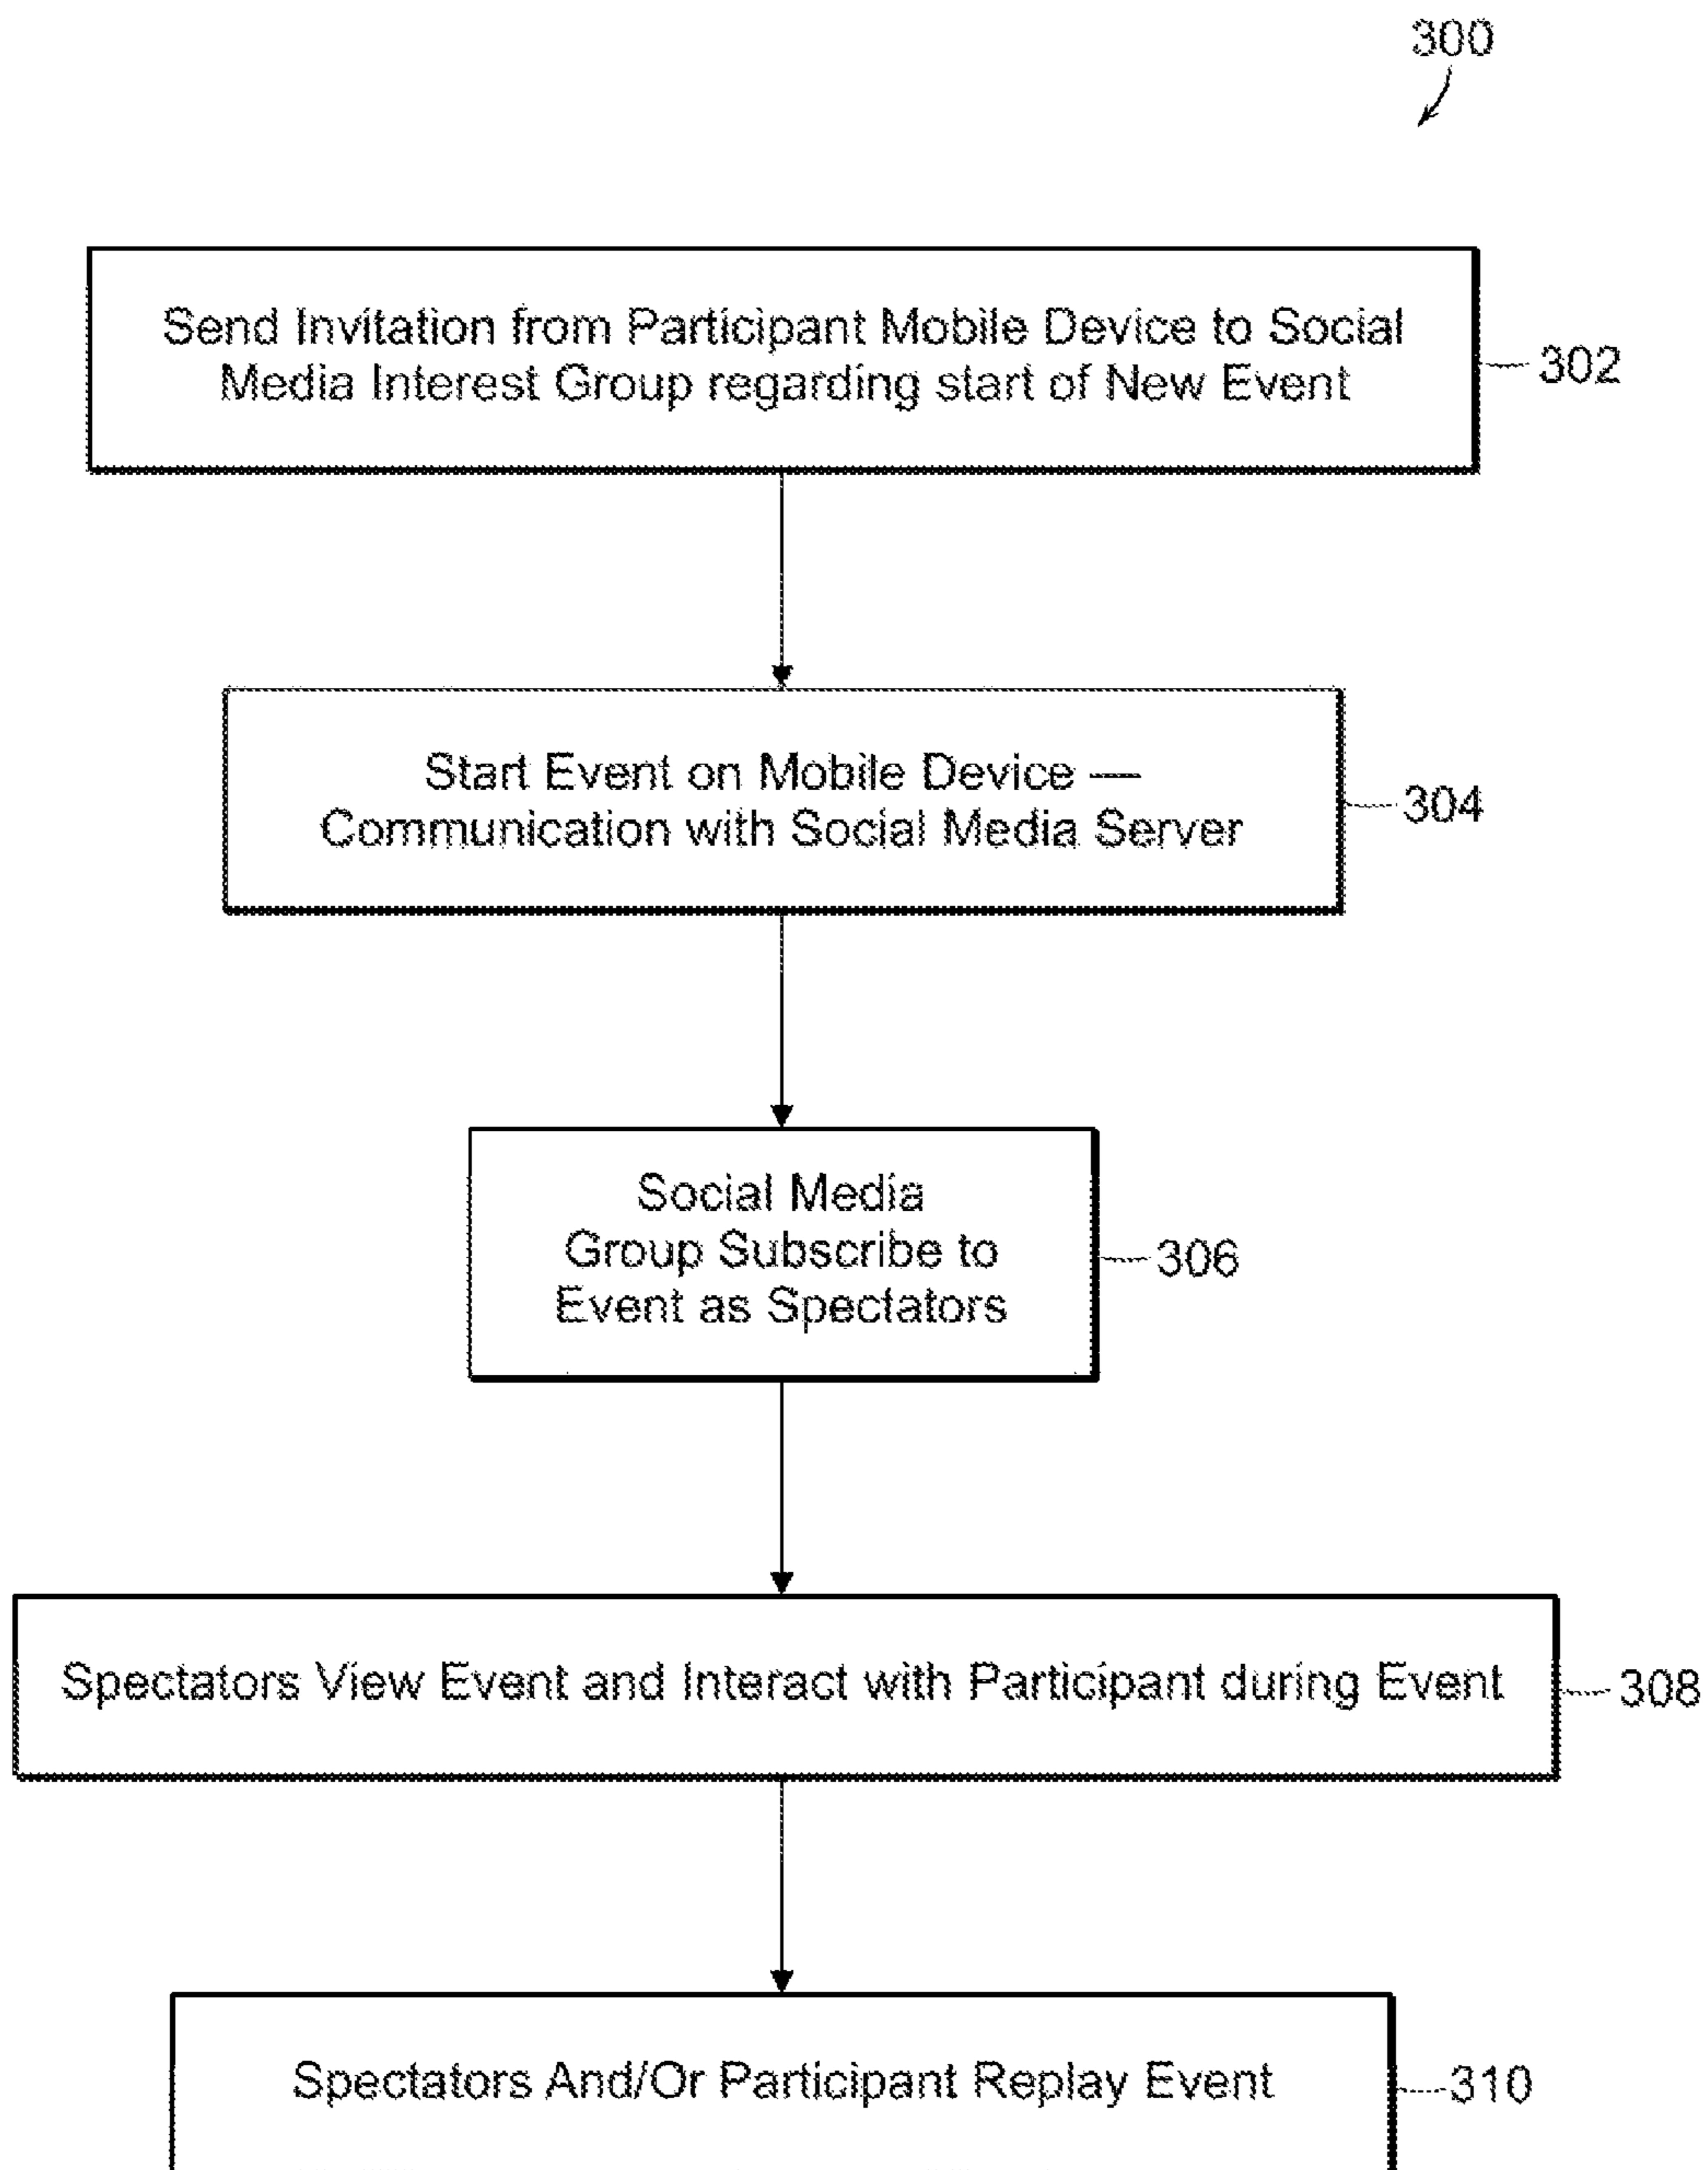 300
Send Invitation from Participant Mobile Device to Social
Media Interest Group regarding start of New Event
302
Start Event on Mobile Device —
Communication with Social Media Server
304
Social Media
Group Subscribe to
Event as Spectators
306
Spectators View Event and Interact with Participant during Event
308
Spectators And/Or Participant Replay Event
310